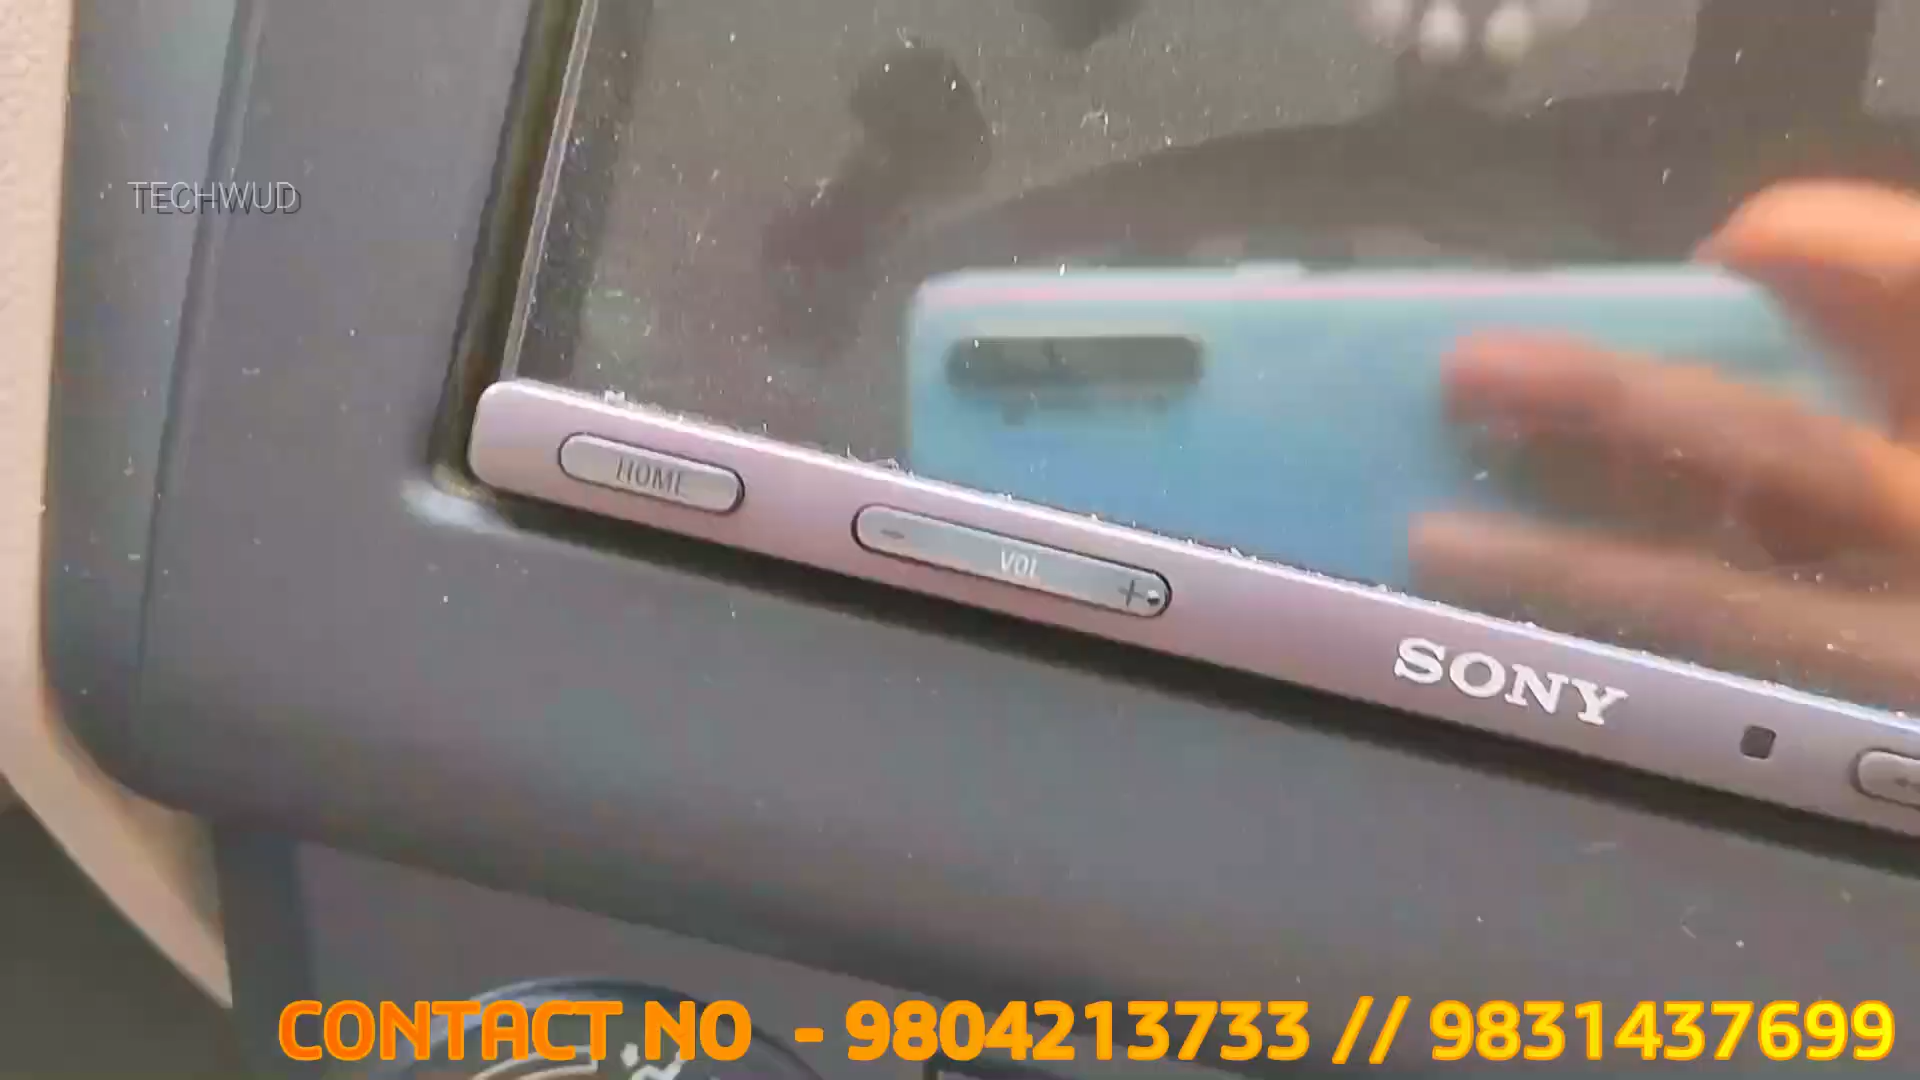 TECHWUD
HOME
- VOL +
SONY
CONTACT NO - 9804213733 // 9831437699